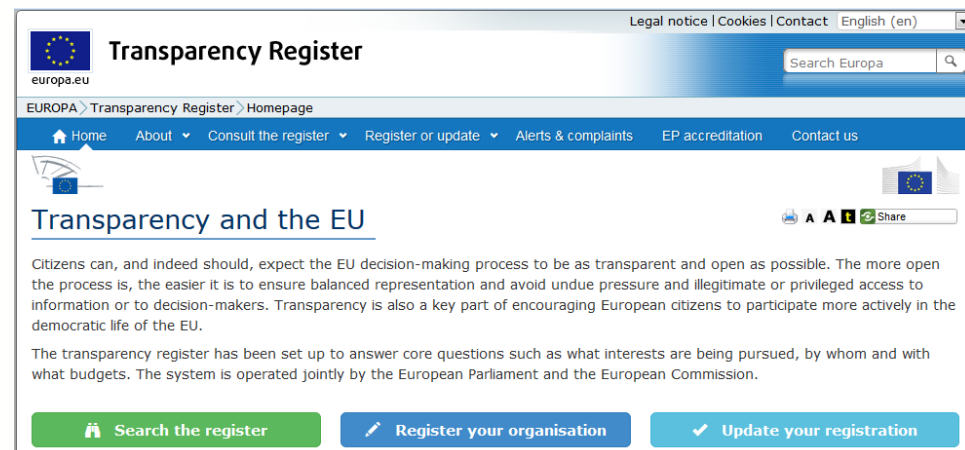 Legal notice | Cookies | Contact English (en)
Transparency Register
europa.eu
Search Europa
EUROPA > Transparency Register > Homepage
Home About Consult the register Register or update Alerts & complaints EP accreditation Contact us
Transparency and the EU
A A t Share
Citizens can, and indeed should, expect the EU decision-making process to be as transparent and open as possible. The more open
the process is, the easier it is to ensure balanced representation and avoid undue pressure and illegitimate or privileged access to
information or to decision-makers. Transparency is also a key part of encouraging European citizens to participate more actively in the
democratic life of the EU.
The transparency register has been set up to answer core questions such as what interests are being pursued, by whom and with
what budgets. The system is operated jointly by the European Parliament and the European Commission.
Search the register Register your organisation Update your registration